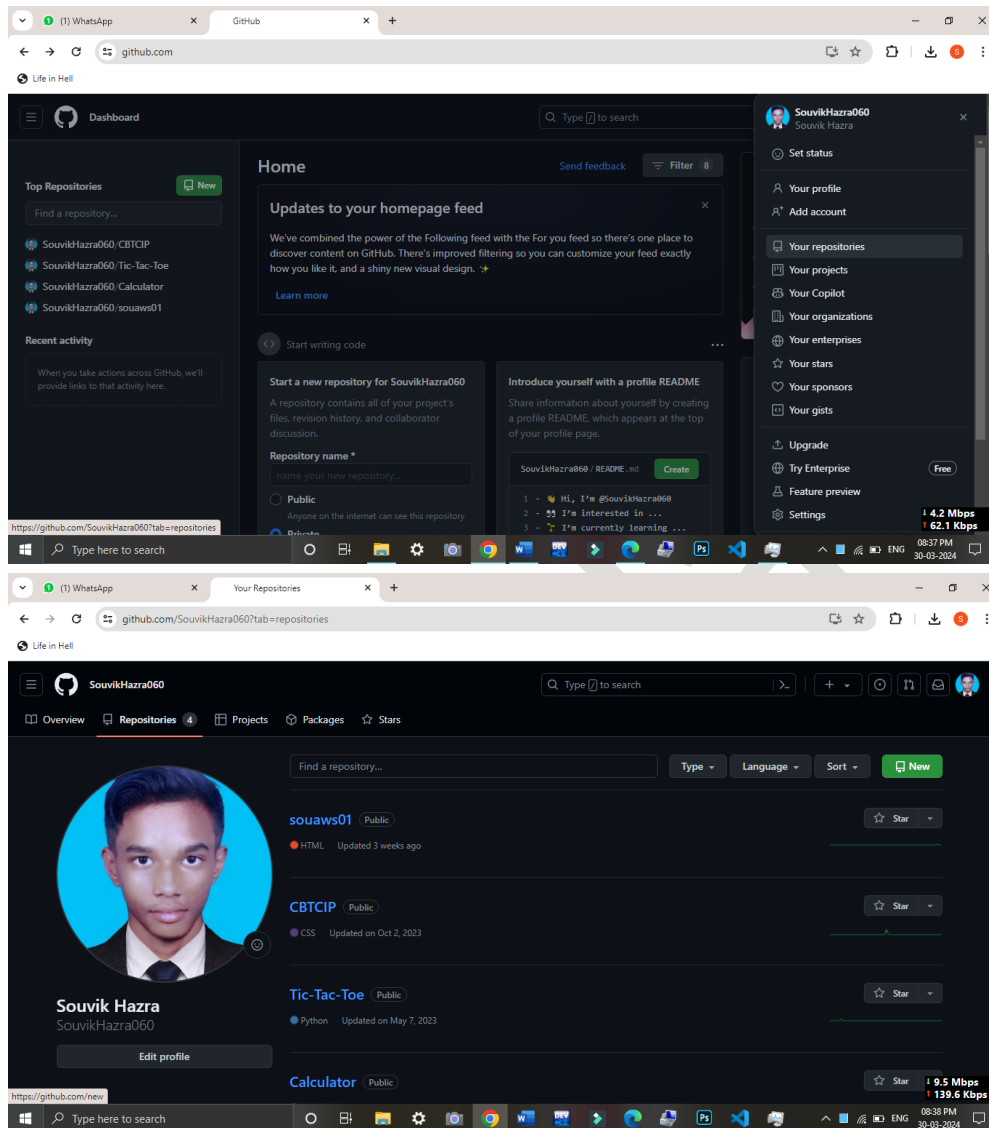 (1) WhatsApp
GitHub
github.com
Life in Hell
Dashboard
Type / to search
SouvikHazra060
Souvik Hazra
Set status
Your profile
Add account
Your repositories
Your projects
Your Copilot
Your organizations
Your enterprises
Your stars
Your sponsors
Your gists
Upgrade
Try Enterprise Free
Feature preview
Settings
Top Repositories New
Find a repository...
SouvikHazra060/CBTCIP
SouvikHazra060/Tic-Tac-Toe
SouvikHazra060/Calculator
SouvikHazra060/souaws01
Recent activity
When you take actions across GitHub, we'll
provide links to that activity here.
Home Send feedback Filter 8
Updates to your homepage feed
We've combined the power of the Following feed with the For you feed so there's one place to
discover content on GitHub. There's improved filtering so you can customize your feed exactly
how you like it, and a shiny new visual design. ✨
Learn more
Start writing code
Start a new repository for SouvikHazra060
A repository contains all of your project's
files, revision history, and collaborator
discussion.
Repository name *
name your new repository...
Public
Anyone on the internet can see this repository
Private
Introduce yourself with a profile README
Share information about yourself by creating
a profile README, which appears at the top
of your profile page.
SouvikHazra060 / README.md Create
1 - 👋 Hi, I'm @SouvikHazra060
2 - 👀 I'm interested in ...
3 - 🌱 I'm currently learning ...
https://github.com/SouvikHazra060?tab=repositories
4.2 Mbps
62.1 Kbps
Type here to search
DEV
Ps
ENG
08:37 PM
30-03-2024
(1) WhatsApp
Your Repositories
github.com/SouvikHazra060?tab=repositories
Life in Hell
SouvikHazra060
Type / to search
Overview Repositories 4 Projects Packages Stars
Find a repository... Type Language Sort New
souaws01 Public Star
HTML Updated 3 weeks ago
CBTCIP Public Star
CSS Updated on Oct 2, 2023
Tic-Tac-Toe Public Star
Python Updated on May 7, 2023
Calculator Public Star
Souvik Hazra
SouvikHazra060
Edit profile
https://github.com/new
9.5 Mbps
139.6 Kbps
Type here to search
DEV
Ps
ENG
08:38 PM
30-03-2024